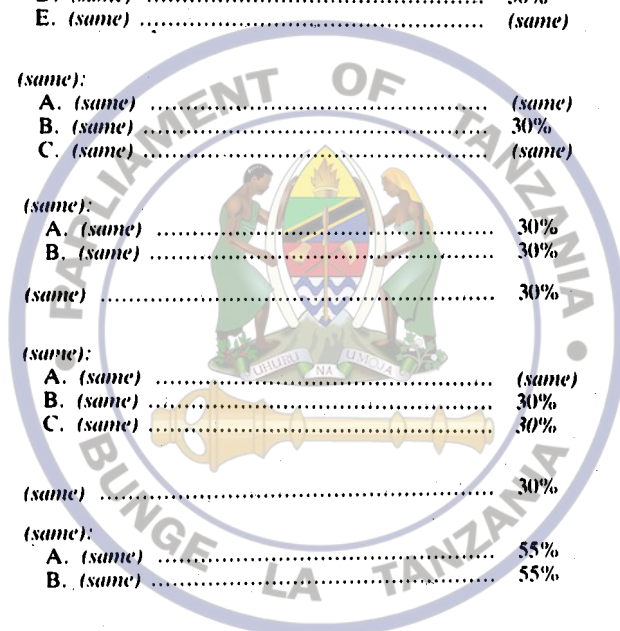 E. (same) ........................................................ (same)
(same):
A. (same) ........................................................ (same)
B. (same) ........................................................ 30%
C. (same) ........................................................ (same)
(same):
A. (same) ........................................................ 30%
B. (same) ........................................................ 30%
(same) ........................................................ 30%
(same):
A. (same) ........................................................ (same)
B. (same) ........................................................ 30%
C. (same) ........................................................ 30%
(same) ........................................................ 30%
(same):
A. (same) ........................................................ 55%
B. (same) ........................................................ 55%
PARLIAMENT OF TANZANIA
UHURU NA UMOJA
BUNGE LA TANZANIA